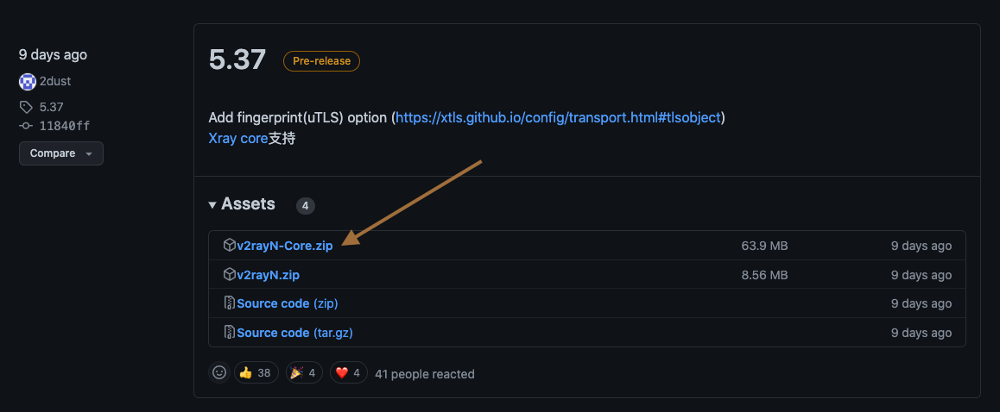 9 days ago
2dust
5.37
11840ff
Compare
5.37 Pre-release
Add fingerprint(uTLS) option (https://xtls.github.io/config/transport.html#tlsobject)
Xray core支持
Assets 4
v2rayN-Core.zip 63.9 MB 9 days ago
v2rayN.zip 8.56 MB 9 days ago
Source code (zip) 9 days ago
Source code (tar.gz) 9 days ago
👍 38 🎉 4 ❤️ 4 41 people reacted